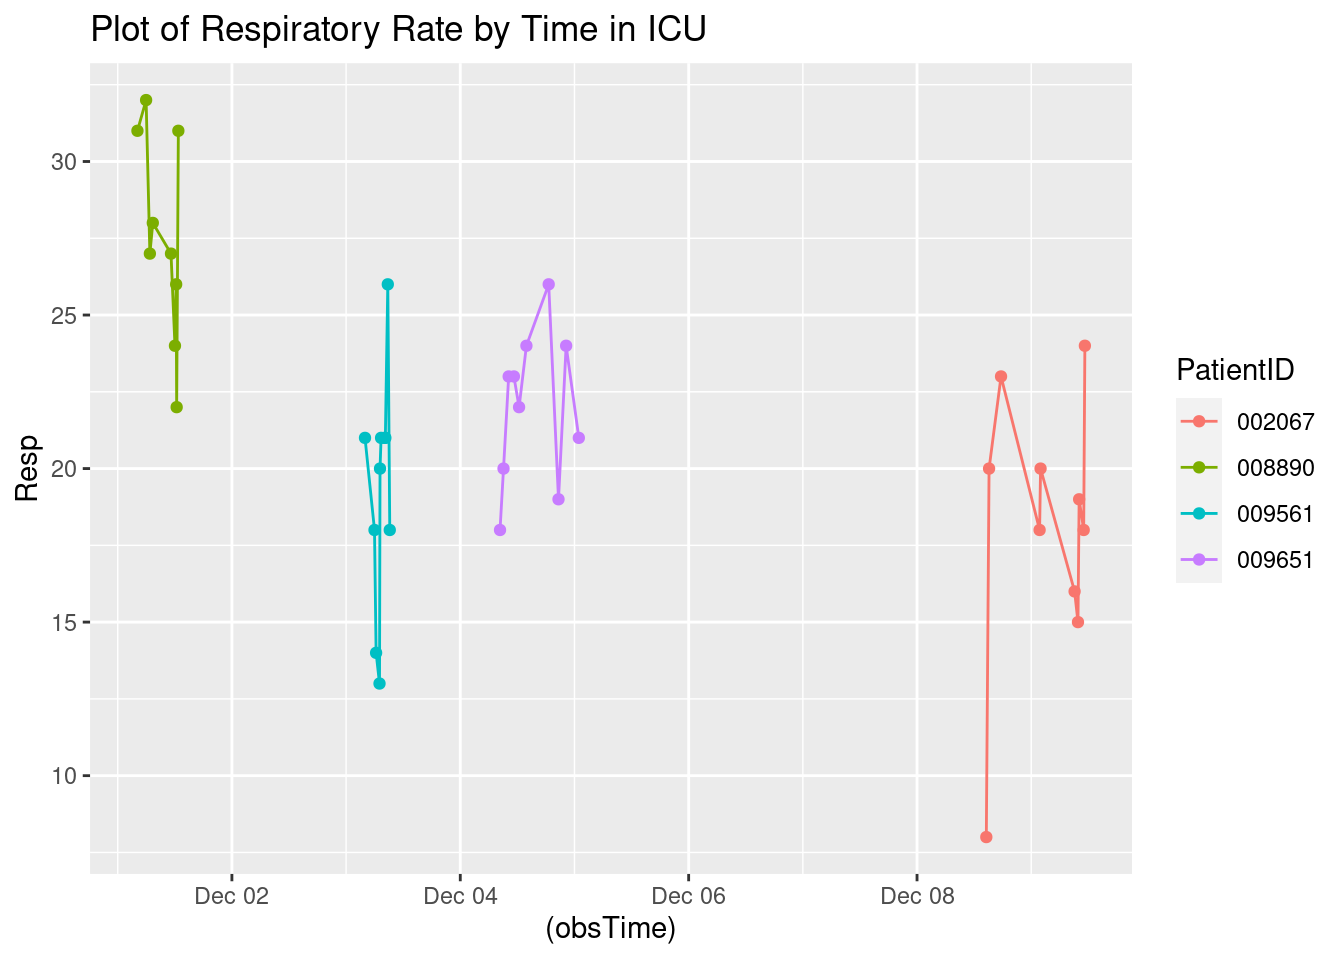 Plot of Respiratory Rate by Time in ICU
30
25
20
15
10
Resp
Dec 02
Dec 04
Dec 06
Dec 08
(obsTime)
PatientID
002067
008890
009561
009651